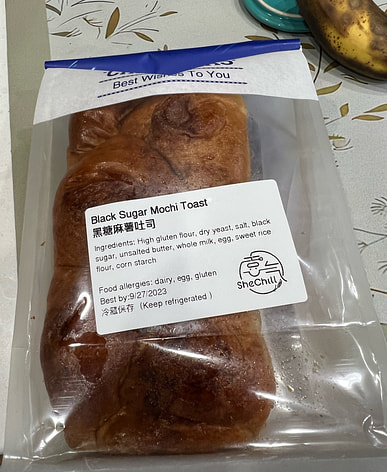 Best Wishes To You
Black Sugar Mochi Toast
黑糖麻薯吐司
Ingredients: High gluten flour, dry yeast, salt, black
sugar, unsalted butter, whole milk, egg, sweet rice
flour, corn starch
Food allergies: dairy, egg, gluten
Best by:9/27/2023
冷藏保存（Keep refrigerated ）
SheChill